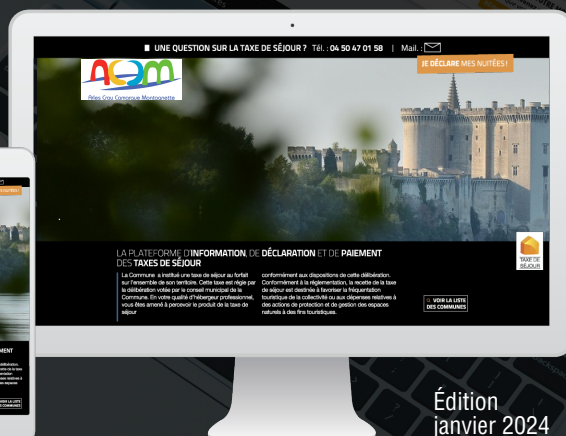 UNE QUESTION SUR LA TAXE DE SÉJOUR ? Tél. : 04 50 47 01 58 | Mail. :
JE DÉCLARE MES NUITÉES !
ACCM
Arles Crau Camargue Montagnette
LA PLATEFORME D'INFORMATION, DE DÉCLARATION ET DE PAIEMENT
DES TAXES DE SÉJOUR
La Commune a institué une taxe de séjour au forfait
sur l'ensemble de son territoire. Cette taxe est régie par
la délibération votée par le conseil municipal de la
Commune. En votre qualité d'hébergeur professionnel,
vous êtes amené à percevoir le produit de la taxe de
séjour
conformément aux dispositions de cette délibération.
Conformément à la réglementation, la recette de la taxe
de séjour est destinée à favoriser la fréquentation
touristique de la collectivité ou aux dépenses relatives à
des actions de protection et de gestion des espaces
naturels à des fins touristiques.
TAXE DE
SÉJOUR
VOIR LA LISTE
DES COMMUNES
Édition
janvier 2024